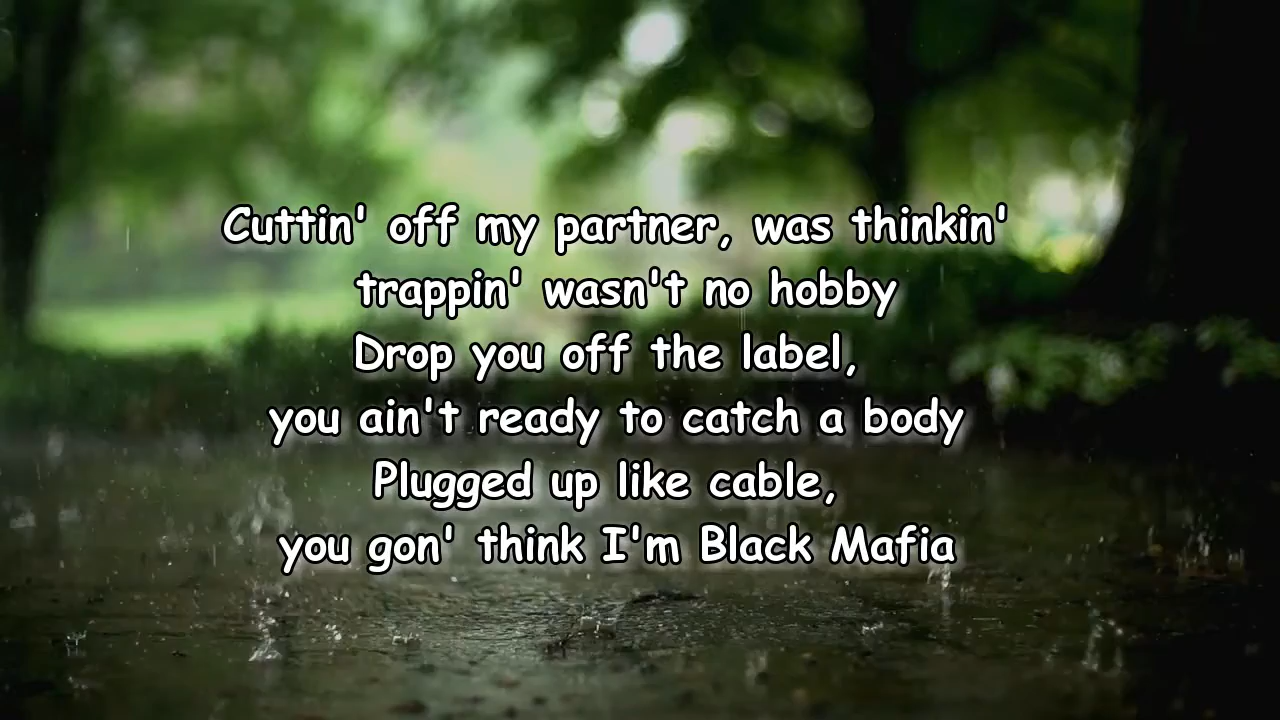 Cuttin' off my partner, was thinkin'
trappin' wasn't no hobby
Drop you off the label,
you ain't ready to catch a body
Plugged up like cable,
you gon' think I'm Black Mafia